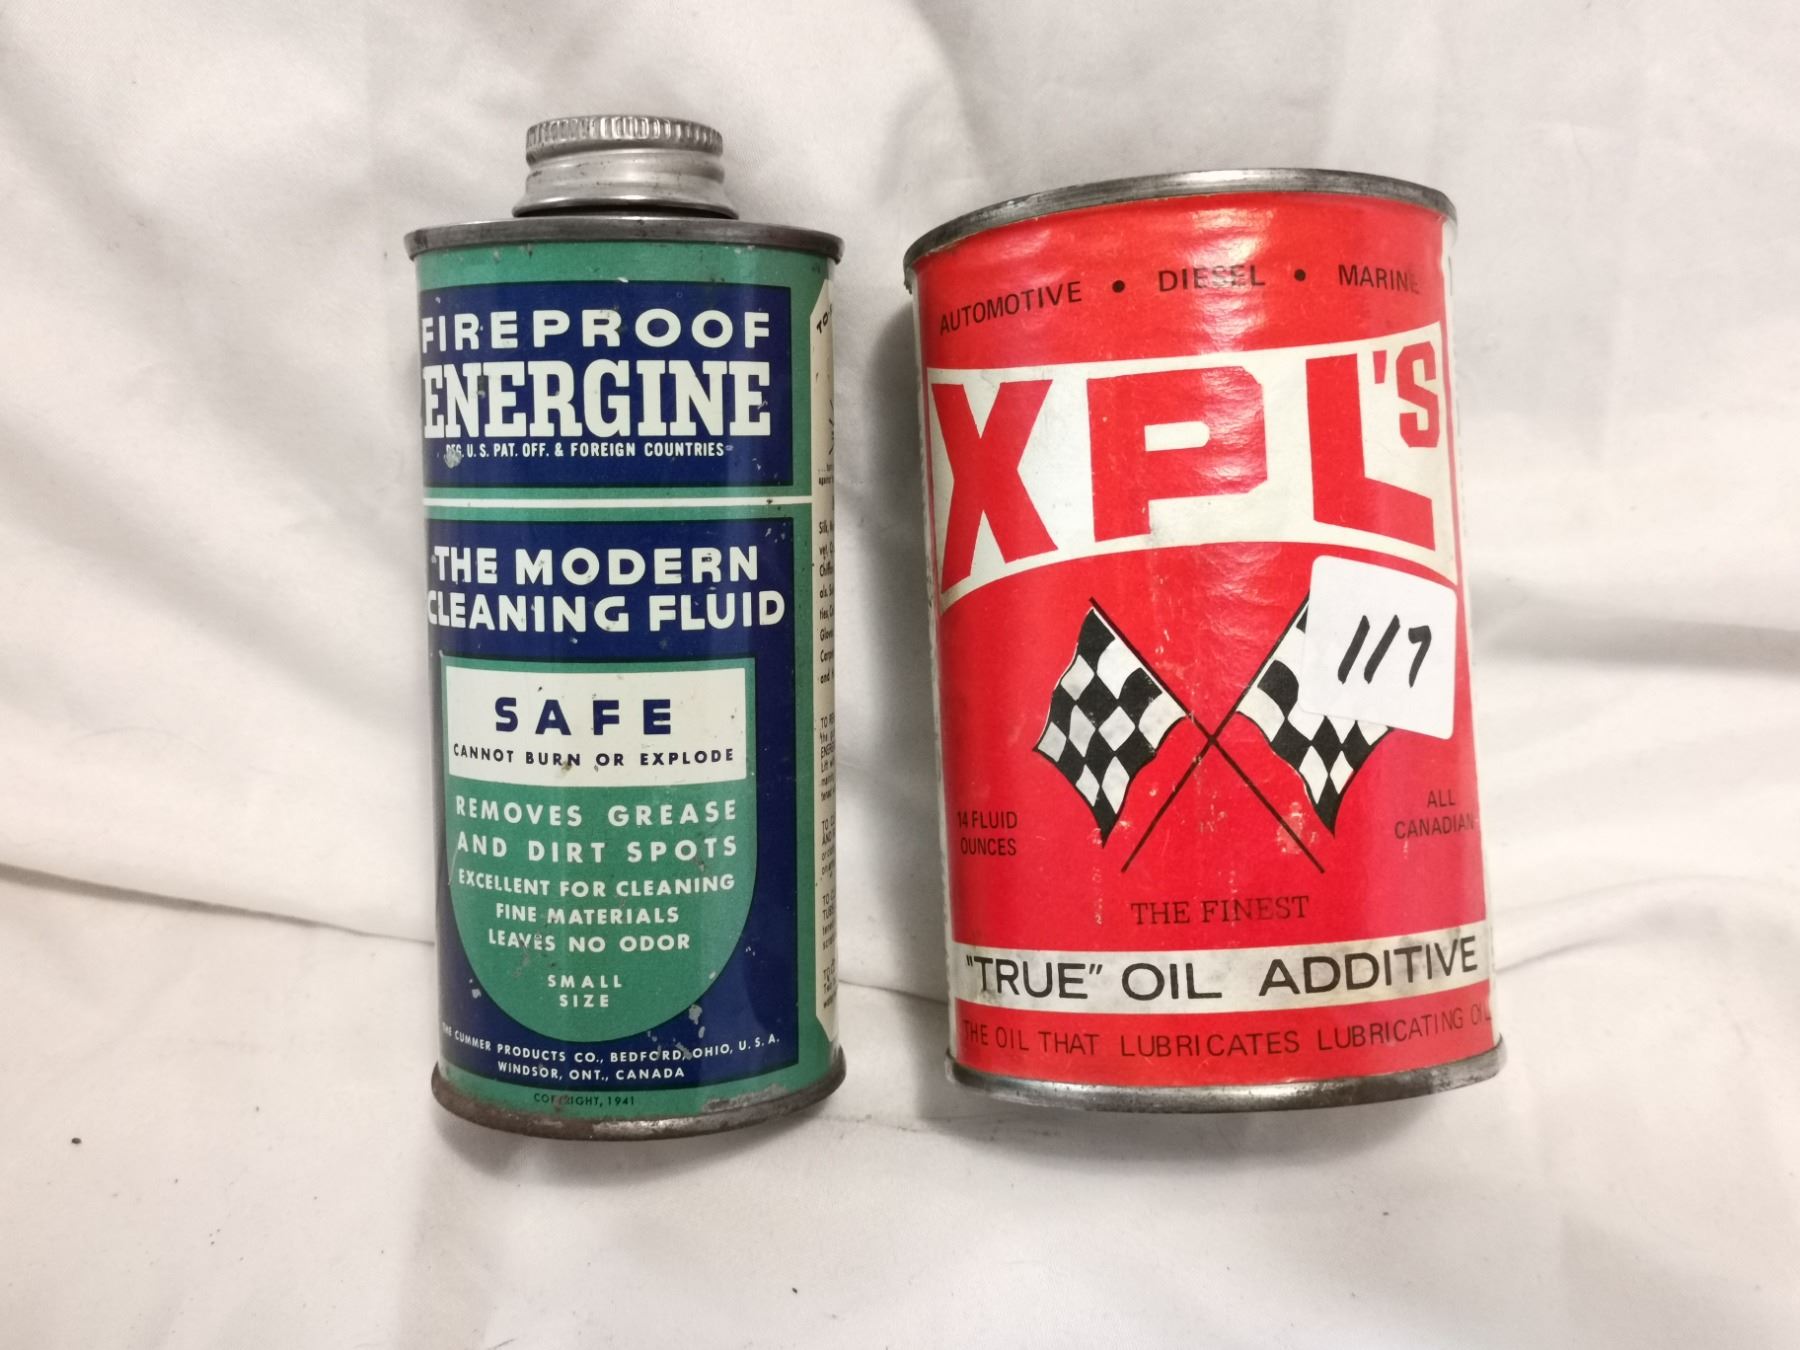 FIREPROOF
ENERGINE
REG. U. S. PAT. OFF. & FOREIGN COUNTRIES
THE MODERN
CLEANING FLUID
SAFE
CANNOT BURN OR EXPLODE
REMOVES GREASE
AND DIRT SPOTS
EXCELLENT FOR CLEANING
FINE MATERIALS
LEAVES NO ODOR
SMALL
SIZE
THE CUMMER PRODUCTS CO., BEDFORD, OHIO, U. S. A.
WINDSOR, ONT., CANADA
COPYRIGHT, 1941
AUTOMOTIVE • DIESEL • MARINE
XPL'S
117
14 FLUID
OUNCES
ALL
CANADIAN
THE FINEST
"TRUE" OIL ADDITIVE
THE OIL THAT LUBRICATES LUBRICATING OIL